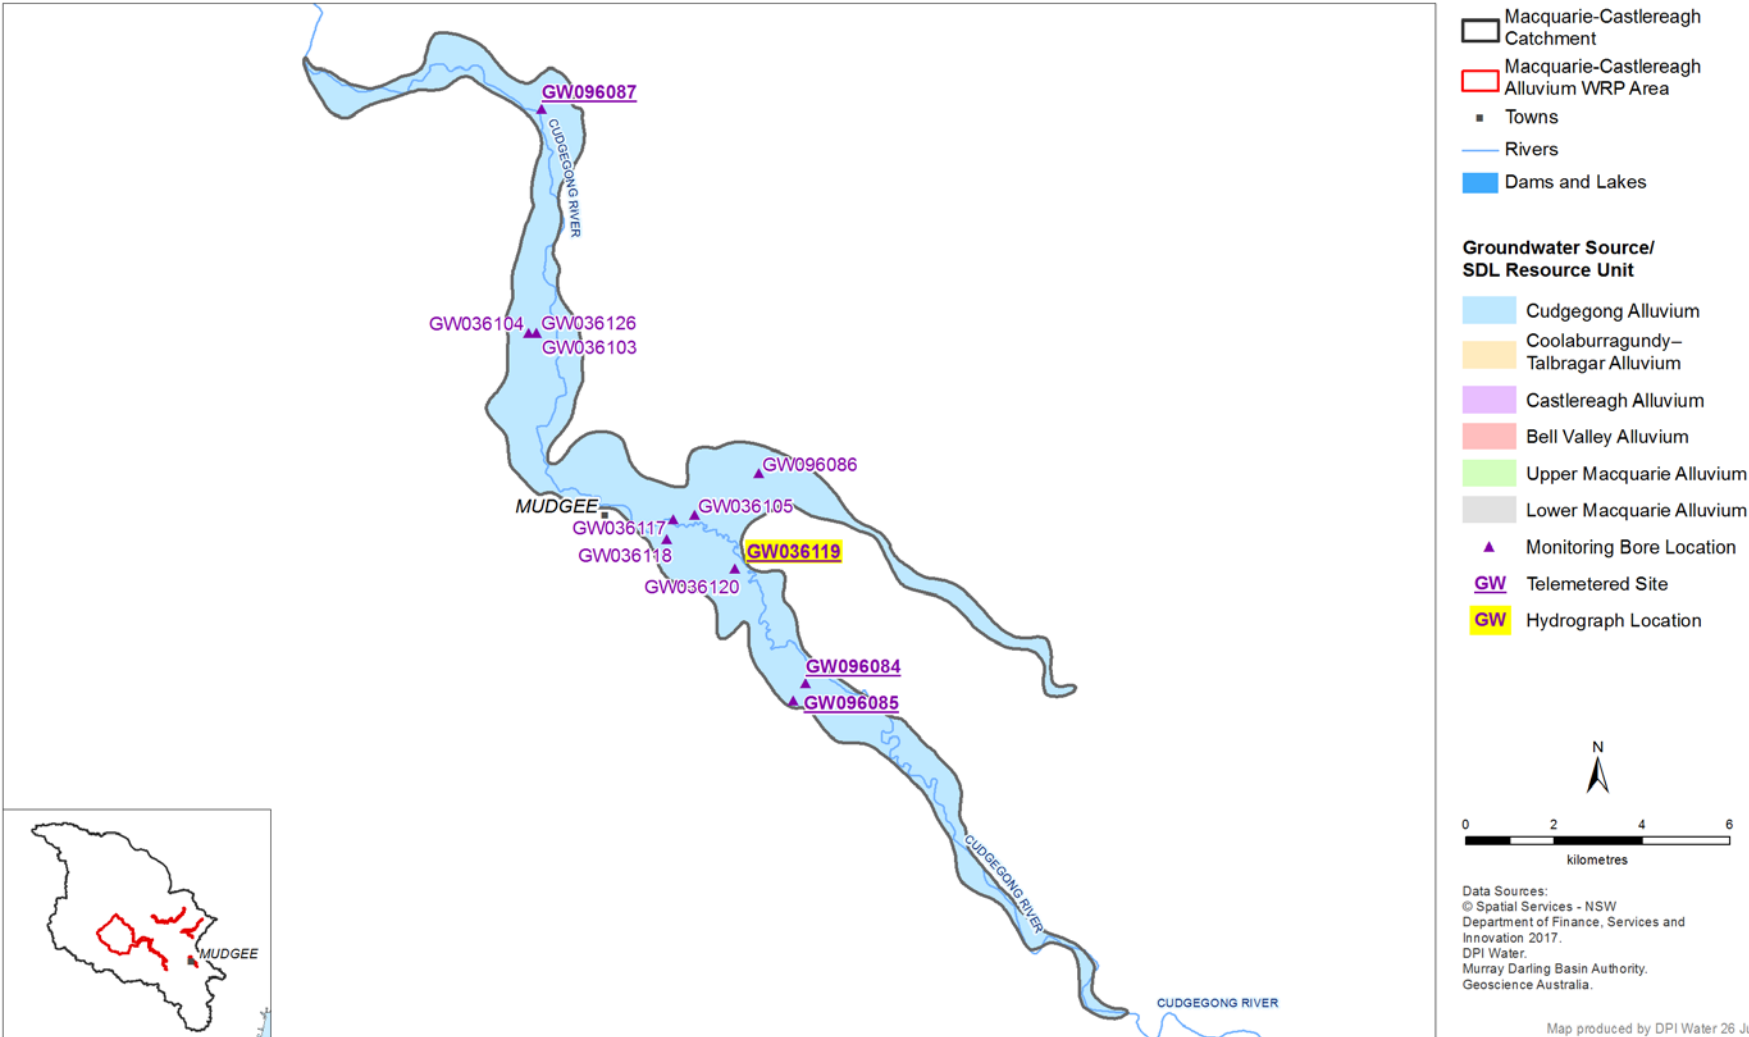 GW096087
CUDGEGONG RIVER
GW036104
GW036126
GW036103
GW096086
MUDGEE
GW036105
GW036117
GW036118
GW036119
GW036120
GW096084
GW096085
CUDGEGONG RIVER
CUDGEGONG RIVER
MUDGEE
Macquarie-Castlereagh
Catchment
Macquarie-Castlereagh
Alluvium WRP Area
Towns
Rivers
Dams and Lakes
Groundwater Source/
SDL Resource Unit
Cudgegong Alluvium
Coolaburragundy–
Talbragar Alluvium
Castlereagh Alluvium
Bell Valley Alluvium
Upper Macquarie Alluvium
Lower Macquarie Alluvium
Monitoring Bore Location
GW Telemetered Site
GW Hydrograph Location
N
0 2 4 6
kilometres
Data Sources:
© Spatial Services - NSW
Department of Finance, Services and
Innovation 2017.
DPI Water.
Murray Darling Basin Authority.
Geoscience Australia.
Map produced by DPI Water 26 Ju